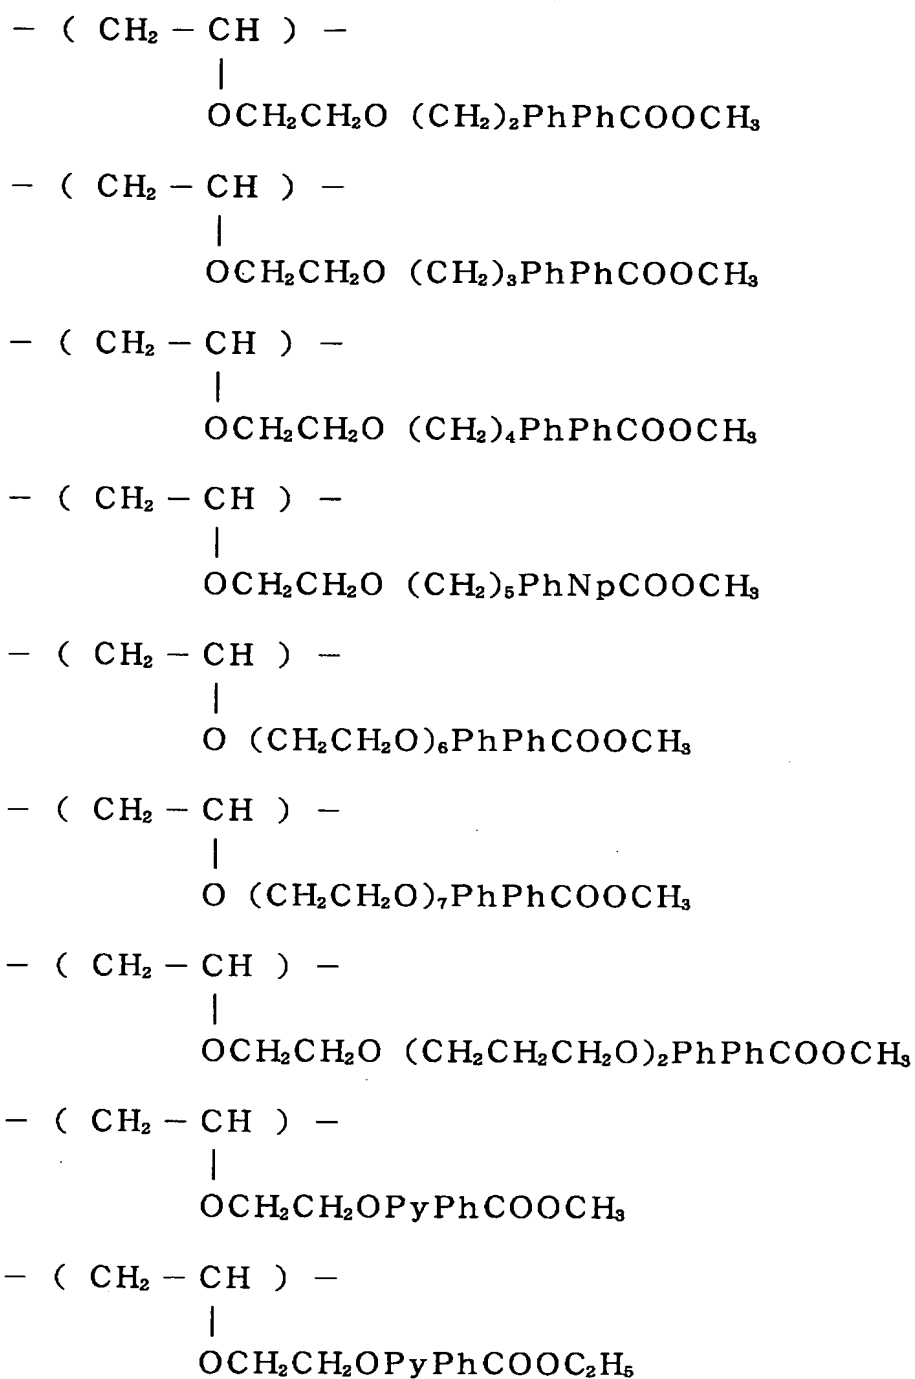 — ( CH₂ — CH ) —
|
OCH₂CH₂O (CH₂)₂PhPhCOOCH₃
— ( CH₂ — CH ) —
|
OCH₂CH₂O (CH₂)₃PhPhCOOCH₃
— ( CH₂ — CH ) —
|
OCH₂CH₂O (CH₂)₄PhPhCOOCH₃
— ( CH₂ — CH ) —
|
OCH₂CH₂O (CH₂)₅PhNpCOOCH₃
— ( CH₂ — CH ) —
|
O (CH₂CH₂O)₆PhPhCOOCH₃
— ( CH₂ — CH ) —
|
O (CH₂CH₂O)₇PhPhCOOCH₃
— ( CH₂ — CH ) —
|
OCH₂CH₂O (CH₂CH₂CH₂O)₂PhPhCOOCH₃
— ( CH₂ — CH ) —
|
OCH₂CH₂OPyPhCOOCH₃
— ( CH₂ — CH ) —
|
OCH₂CH₂OPyPhCOOC₂H₅